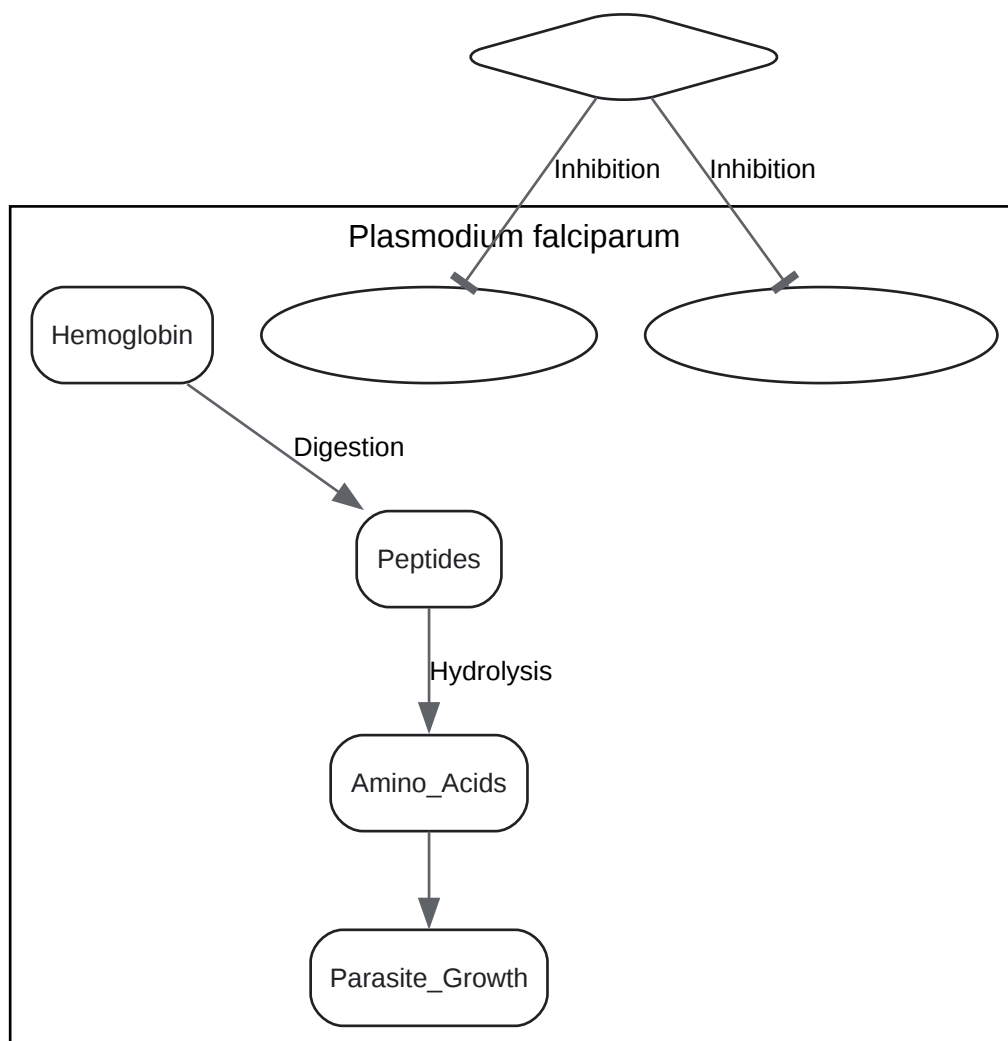 Inhibition Inhibition
Plasmodium falciparum
Hemoglobin
Digestion
Peptides
Hydrolysis
Amino_Acids
Parasite_Growth